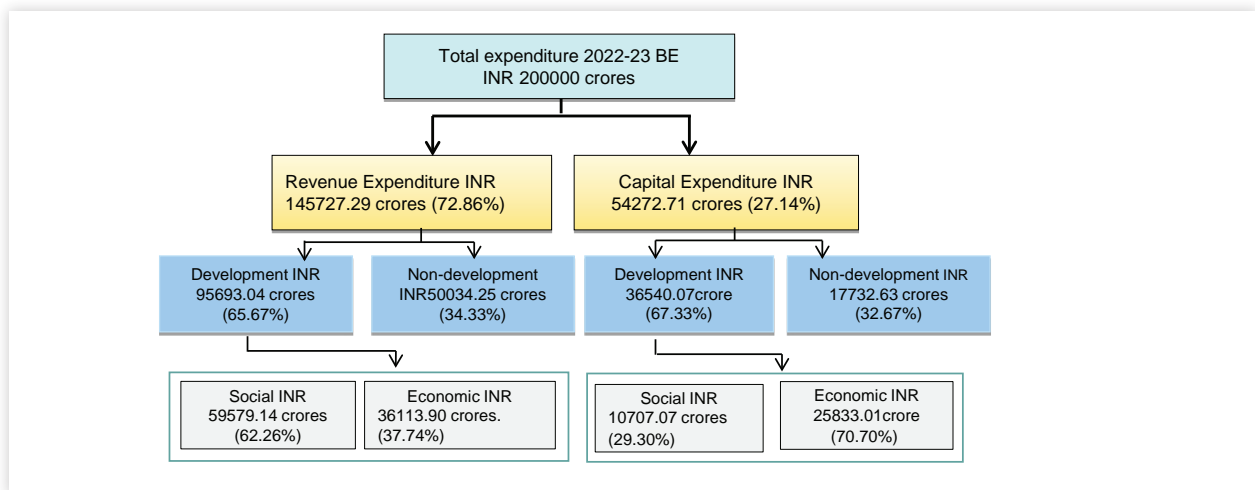 Total expenditure 2022-23 BE
INR 200000 crores
Revenue Expenditure INR
145727.29 crores (72.86%)
Capital Expenditure INR
54272.71 crores (27.14%)
Development INR
95693.04 crores
(65.67%)
Non-development
INR50034.25 crores
(34.33%)
Development INR
36540.07crore
(67.33%)
Non-development INR
17732.63 crores
(32.67%)
Social INR
59579.14 crores
(62.26%)
Economic INR
36113.90 crores.
(37.74%)
Social INR
10707.07 crores
(29.30%)
Economic INR
25833.01crore
(70.70%)